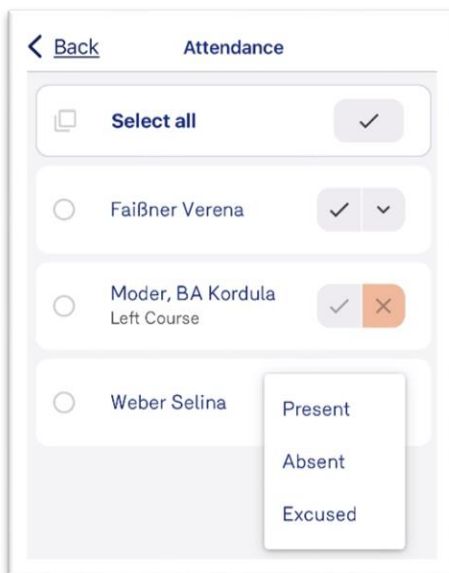 Back
Attendance
Select all
Faißner Verena
Moder, BA Kordula
Left Course
Weber Selina
Present
Absent
Excused